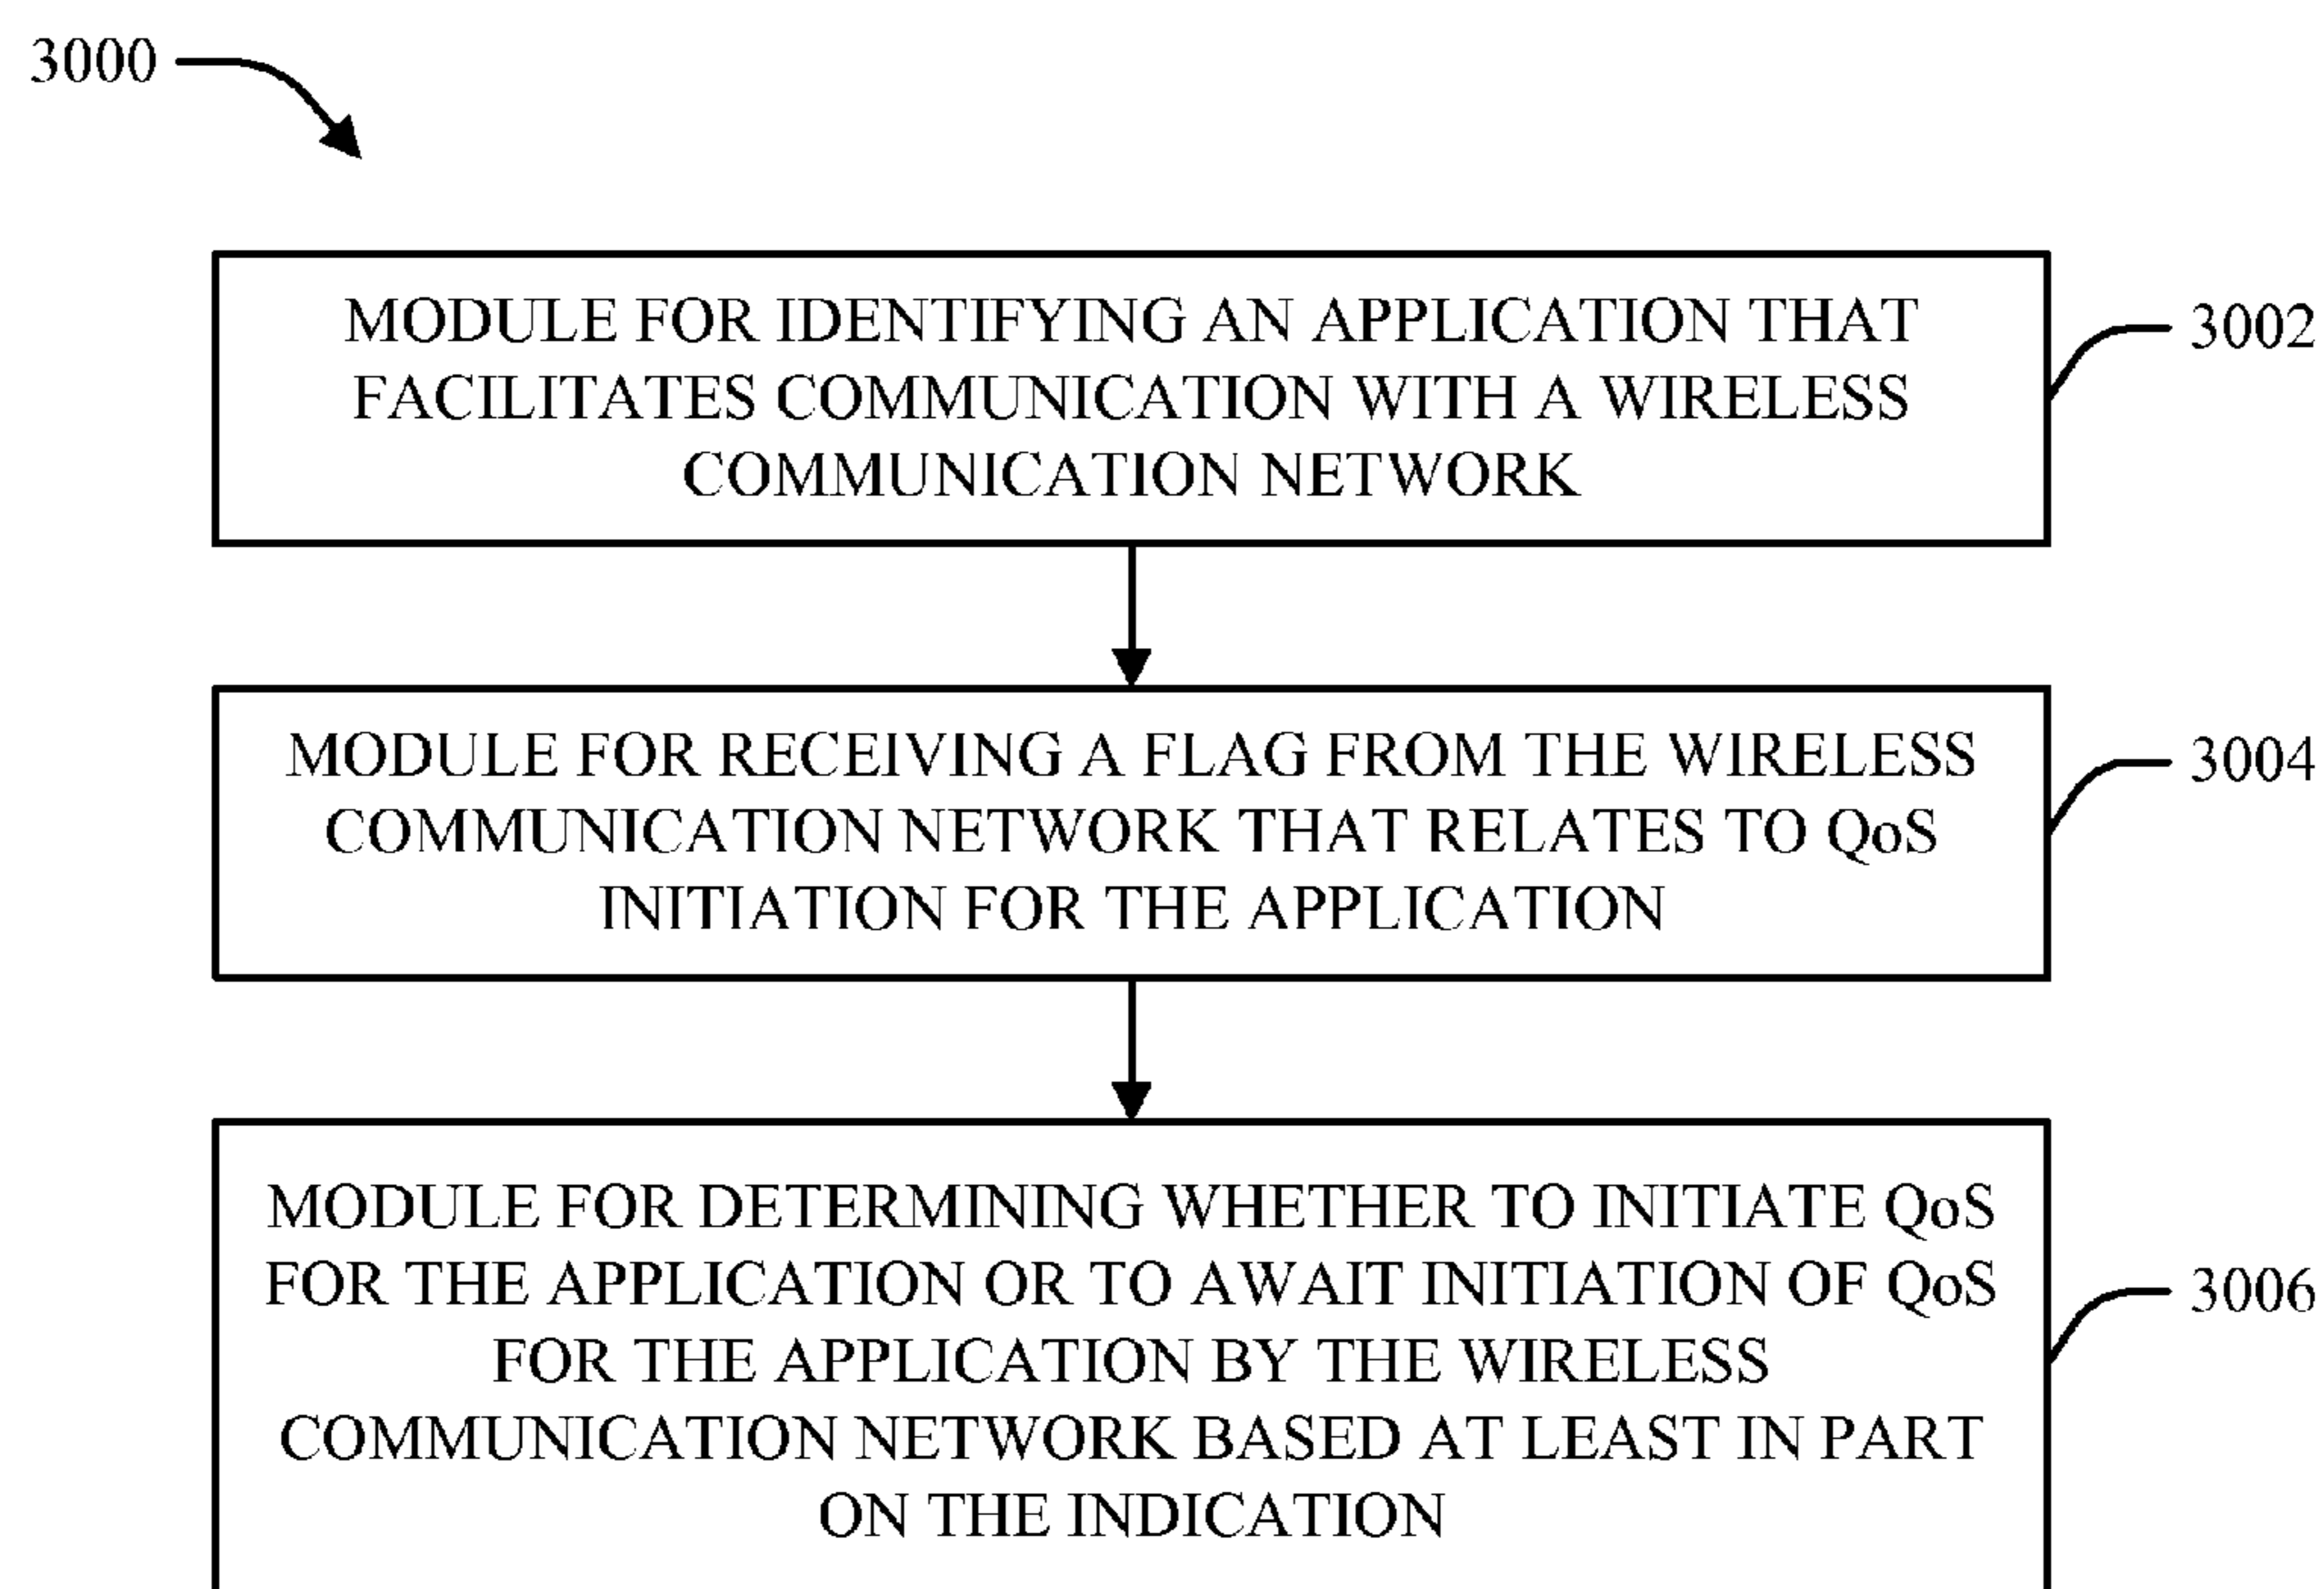 3000
MODULE FOR IDENTIFYING AN APPLICATION THAT
FACILITATES COMMUNICATION WITH A WIRELESS
COMMUNICATION NETWORK
3002
MODULE FOR RECEIVING A FLAG FROM THE WIRELESS
COMMUNICATION NETWORK THAT RELATES TO QoS
INITIATION FOR THE APPLICATION
3004
MODULE FOR DETERMINING WHETHER TO INITIATE QoS
FOR THE APPLICATION OR TO AWAIT INITIATION OF QoS
FOR THE APPLICATION BY THE WIRELESS
COMMUNICATION NETWORK BASED AT LEAST IN PART
ON THE INDICATION
3006